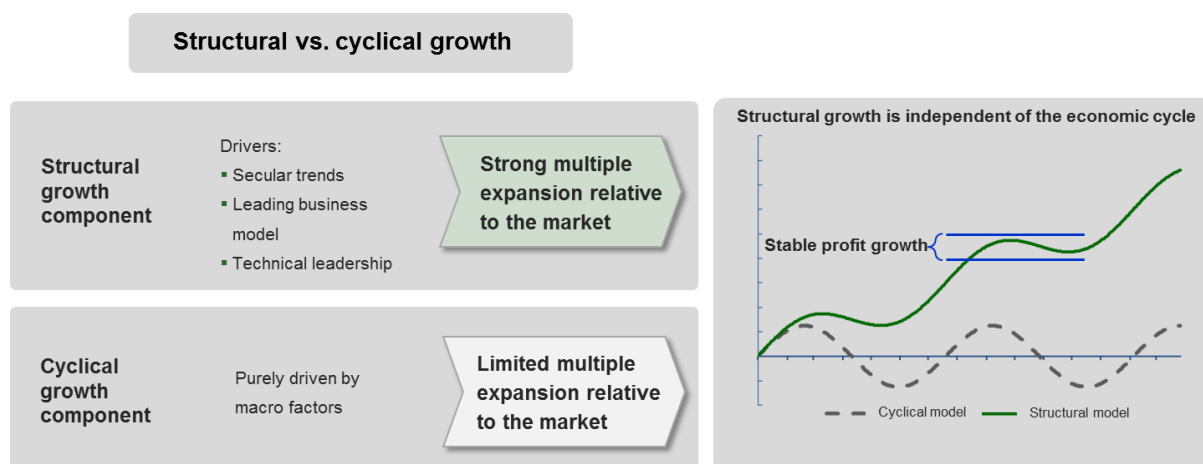 Structural vs. cyclical growth
Structural
growth
component
Drivers:
▪ Secular trends
▪ Leading business
model
▪ Technical leadership
Strong multiple
expansion relative
to the market
Cyclical
growth
component
Purely driven by
macro factors
Limited multiple
expansion relative
to the market
Structural growth is independent of the economic cycle
Stable profit growth
Cyclical model
Structural model